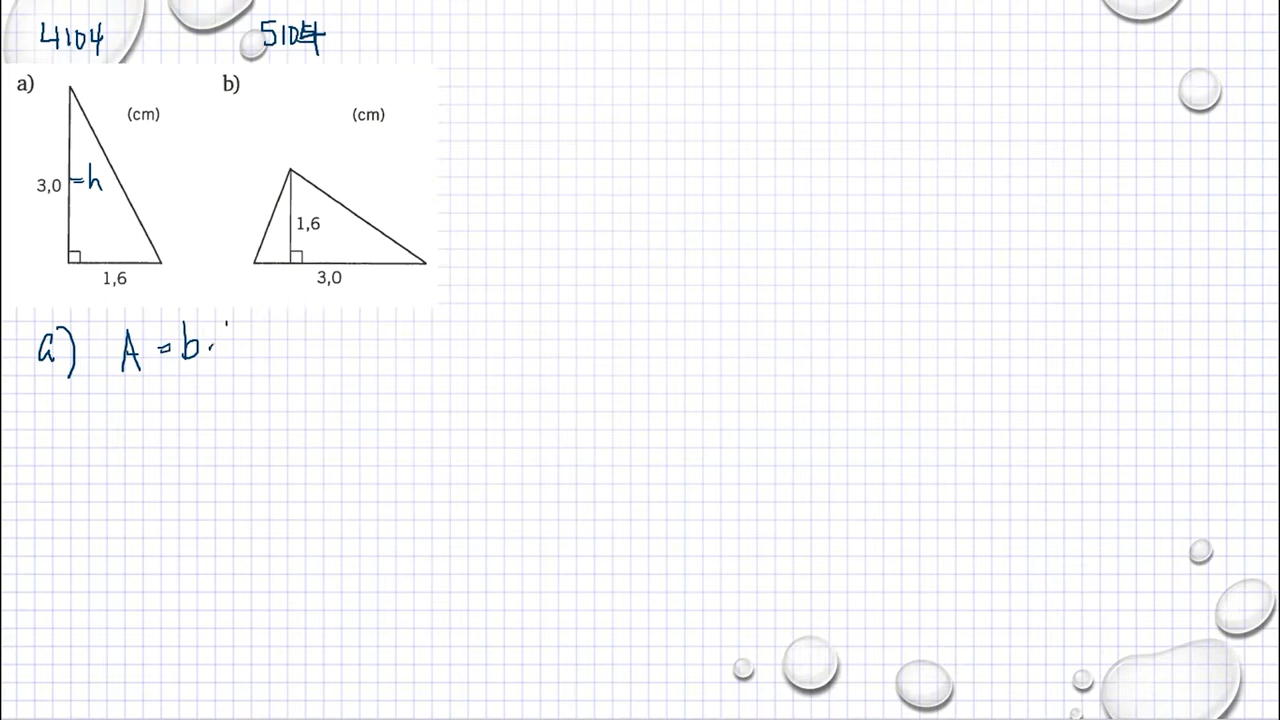 4104 5104
a) b)
(cm) (cm)
3,0 = h
1,6
1,6 3,0
a) A = b ·